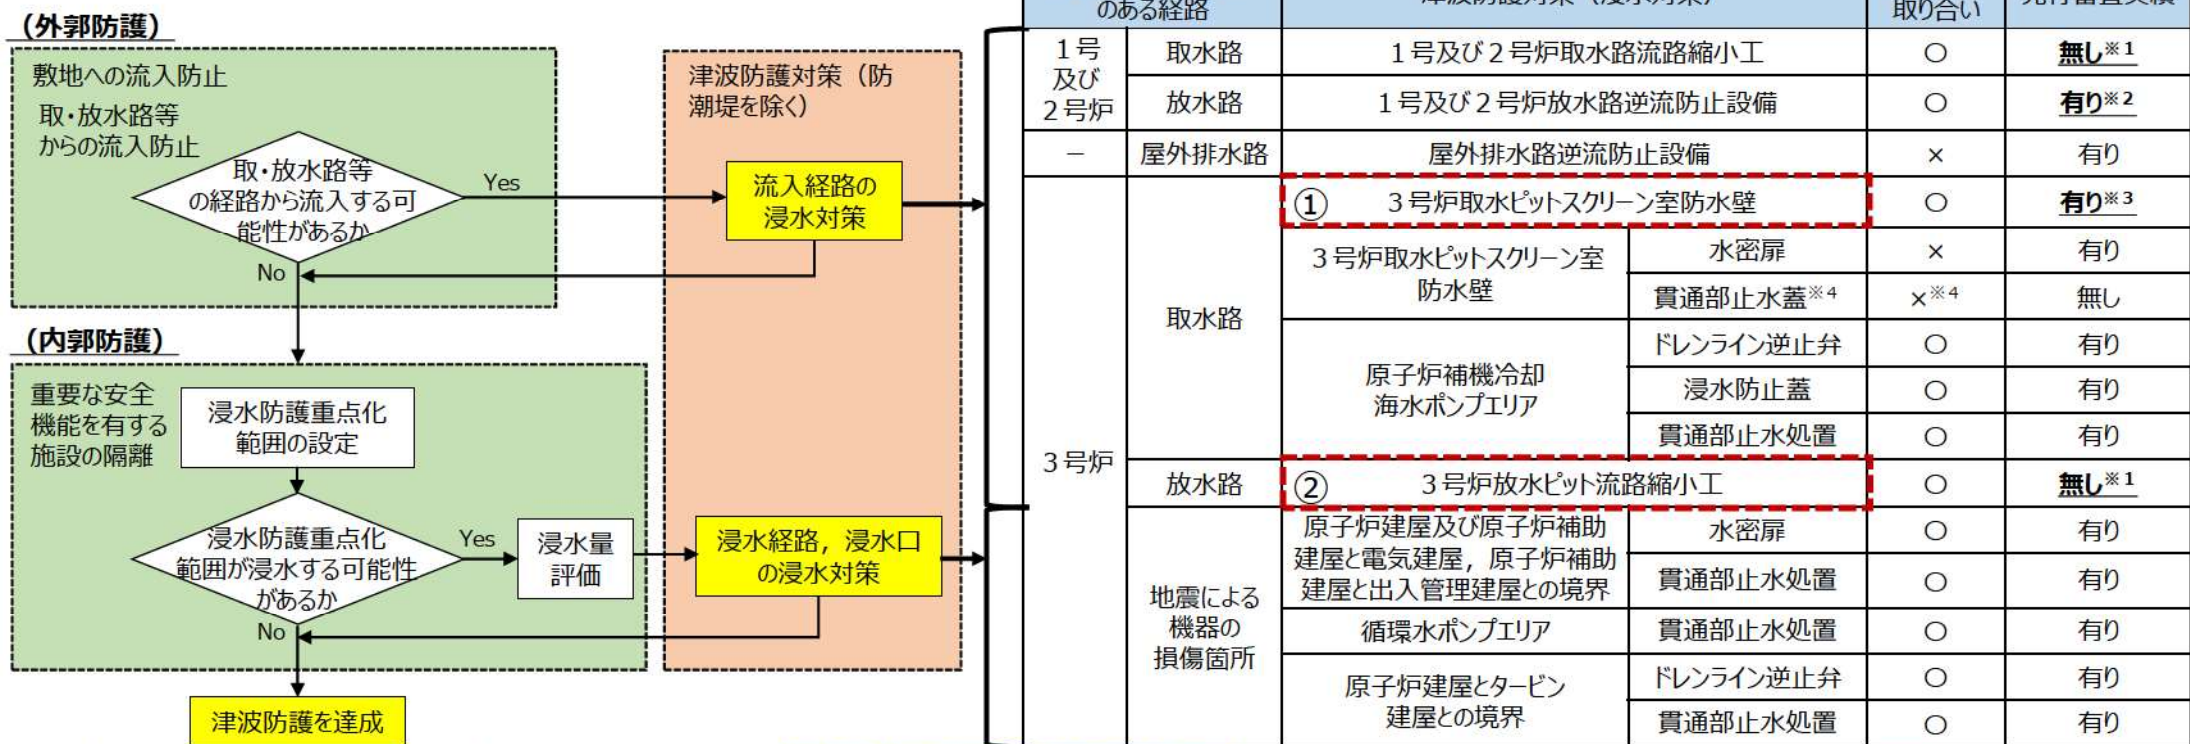 (外郭防護)
敷地への流入防止
取・放水路等
からの流入防止
取・放水路等
の経路から流入する可
能性があるか
Yes
No
津波防護対策（防
潮堤を除く）
流入経路の
浸水対策
(内郭防護)
重要な安全
機能を有する
施設の隔離
浸水防護重点化
範囲の設定
浸水防護重点化
範囲が浸水する可能性
があるか
Yes
No
浸水量
評価
浸水経路，浸水口
の浸水対策
津波防護を達成
のある経路
取り合い
1号
及び
2号炉
取水路
1号及び2号炉取水路流路縮小工
○
無し※1
放水路
1号及び2号炉放水路逆流防止設備
○
有り※2
－
屋外排水路
屋外排水路逆流防止設備
×
有り
3号炉
取水路
① 3号炉取水ピットスクリーン室防水壁
○
有り※3
3号炉取水ピットスクリーン室
防水壁
水密扉
×
有り
貫通部止水蓋※4
×※4
無し
原子炉補機冷却
海水ポンプエリア
ドレンライン逆止弁
○
有り
浸水防止蓋
○
有り
貫通部止水処置
○
有り
放水路
② 3号炉放水ピット流路縮小工
○
無し※1
地震による
機器の
損傷箇所
原子炉建屋及び原子炉補助
建屋と電気建屋，原子炉補助
建屋と出入管理建屋との境界
水密扉
○
有り
貫通部止水処置
○
有り
循環水ポンプエリア
貫通部止水処置
○
有り
原子炉建屋とタービン
建屋との境界
ドレンライン逆止弁
○
有り
貫通部止水処置
○
有り